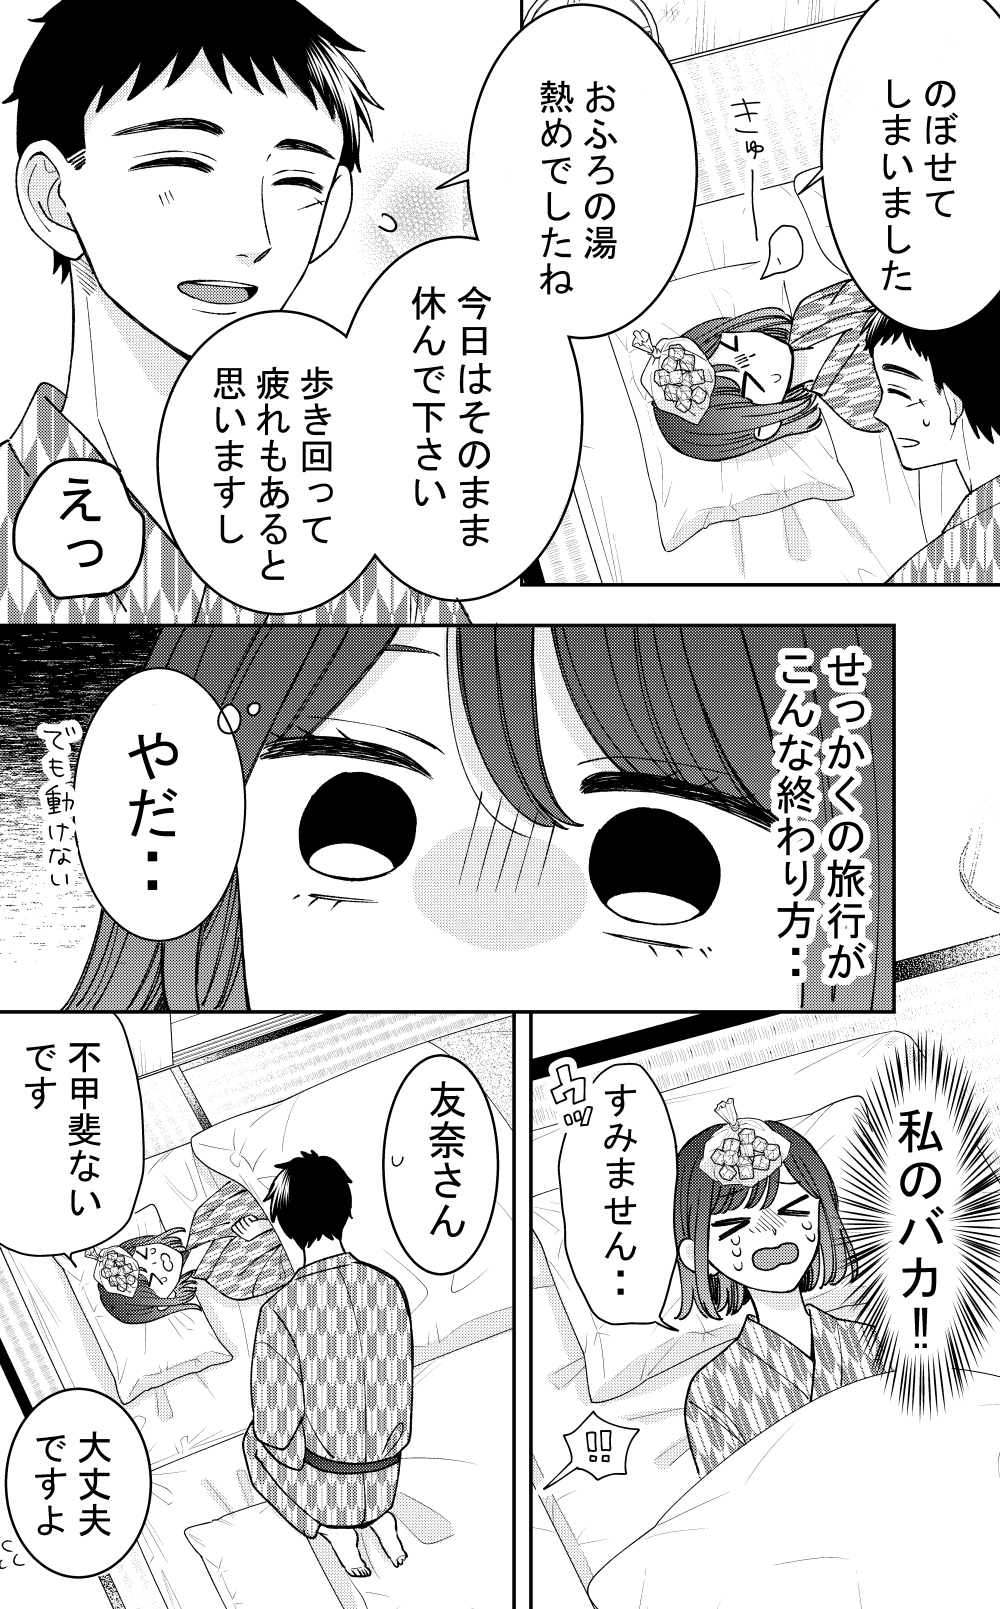 のぼせて
しまいました
きゅー
おふろの湯
熱めでしたね
今日はそのまま
休んで下さい
歩き回って
疲れもあると
思いますし
えっ
せっかくの旅行が
こんな終わり方・・
やだ・・
でも動けない
私のバカ!!
すみません・・
ウッ
!!
友奈さん
不甲斐ない
です
大丈夫
ですよ